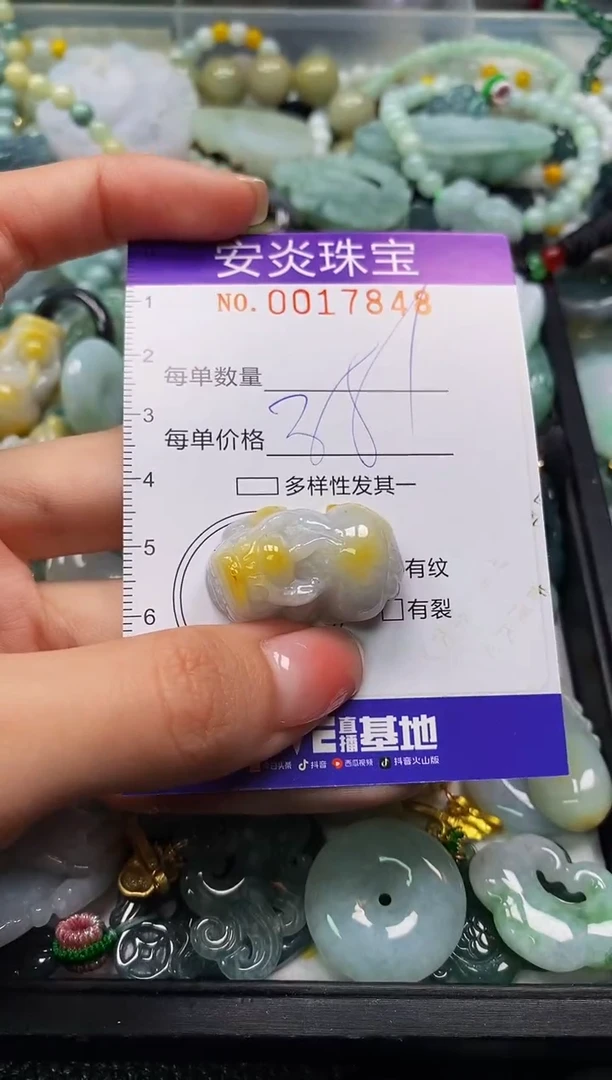 安炎珠宝
NO. 0017848
1
2
每单数量
3
381
每单价格
4
多样性发其一
5
有纹
6
有裂
直播 基地
今日头条 抖音 西瓜视频 抖音火山版